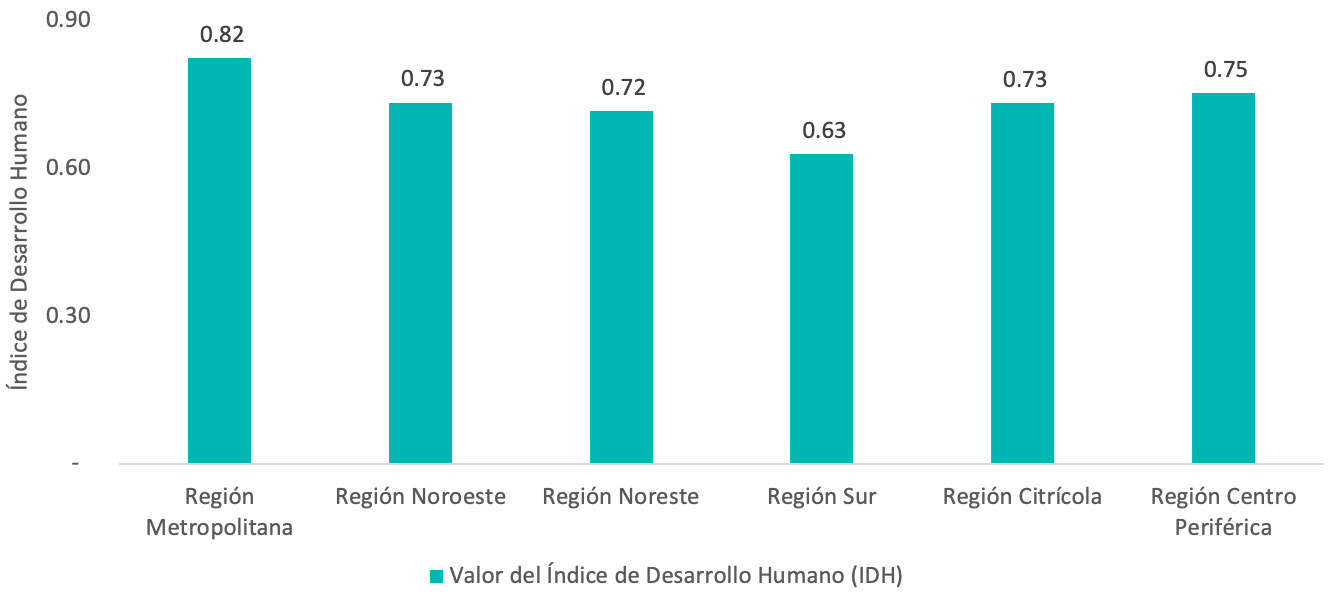 Índice de Desarrollo Humano
0.90
0.60
0.30
-
0.82
0.73
0.72
0.63
0.73
0.75
Región
Metropolitana
Región Noroeste
Región Noreste
Región Sur
Región Citrícola
Región Centro
Periférica
Valor del Índice de Desarrollo Humano (IDH)